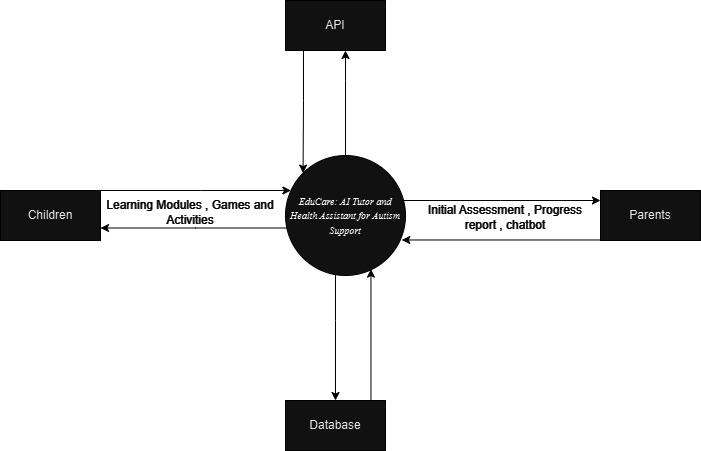 API
Children
Learning Modules , Games and
Activities
EduCare: AI Tutor and
Health Assistant for Autism
Support
Initial Assessment , Progress
report , chatbot
Parents
Database